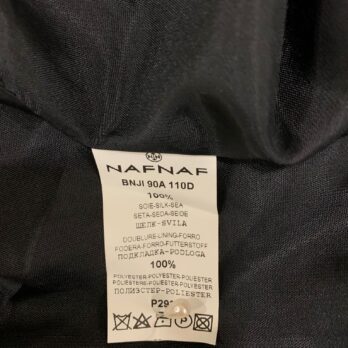 NAFNAF
BNJI 90A 110D
100%
SOIE-SILK-SEA
SETA-SEDA-SEIDE
ШЕЛК-SVILA
DOUBLURE-LINING-FORRO
FODERA-FORRO-FUTTERSTOFF
ПОДКЛАДКА-PODLOGA
100%
POLYESTER-POLYESTER-POLYESTER
POLIESTERE-POLIESTER-POLYESTER
ПОЛИЭСТЕР-POLIESTER
P